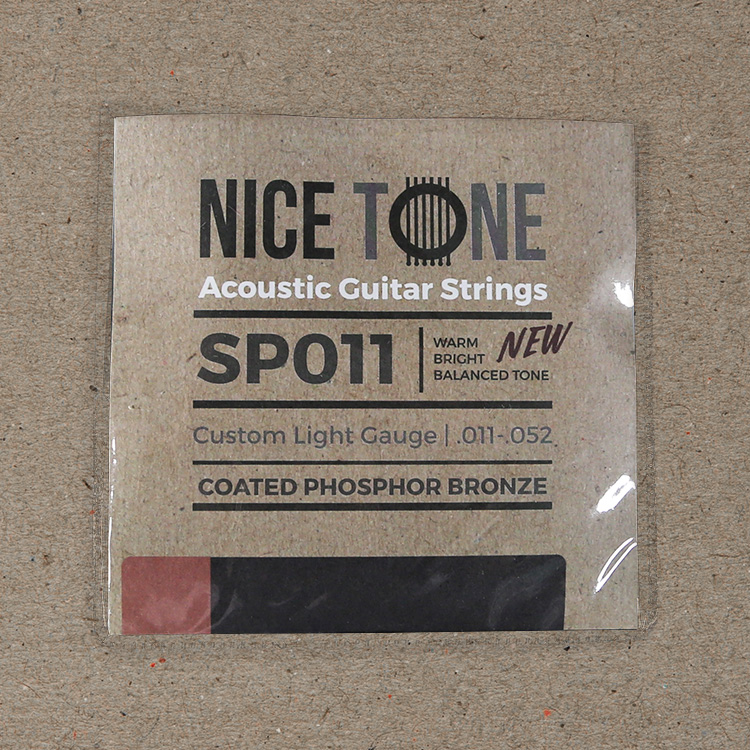 NICE TONE
Acoustic Guitar Strings
SP011
WARM
BRIGHT
BALANCED TONE
NEW
Custom Light Gauge | .011-.052
COATED PHOSPHOR BRONZE